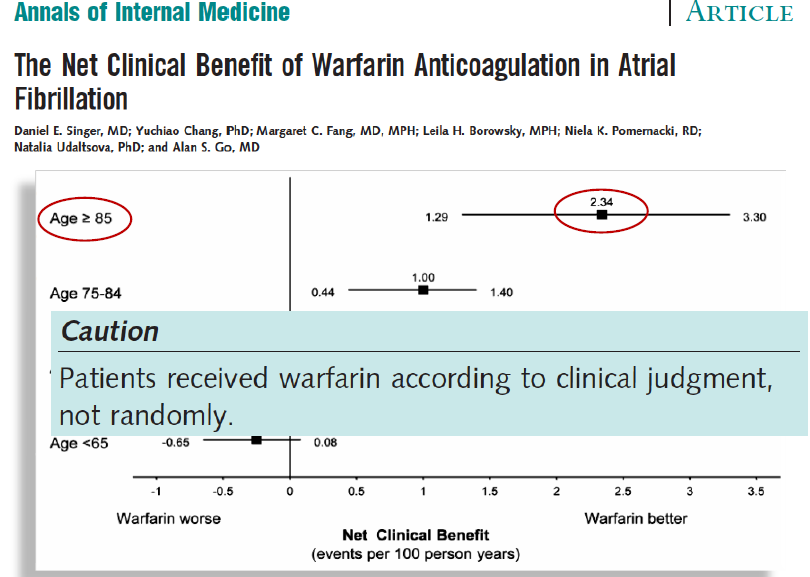 Annals of Internal Medicine
ARTICLE
The Net Clinical Benefit of Warfarin Anticoagulation in Atrial
Fibrillation
Daniel E. Singer, MD; Yuchiao Chang, PhD; Margaret C. Fang, MD, MPH; Leila H. Borowsky, MPH; Niela K. Pomernacki, RD;
Natalia Udaltsova, PhD; and Alan S. Go, MD
Age ≥ 85
1.29
2.34
3.30
Age 75-84
0.44
1.00
1.40
Caution
Patients received warfarin according to clinical judgment,
not randomly.
Age <65
-0.65
0.08
-1 -0.5 0 0.5 1 1.5 2 2.5 3 3.5
Warfarin worse
Warfarin better
Net Clinical Benefit
(events per 100 person years)